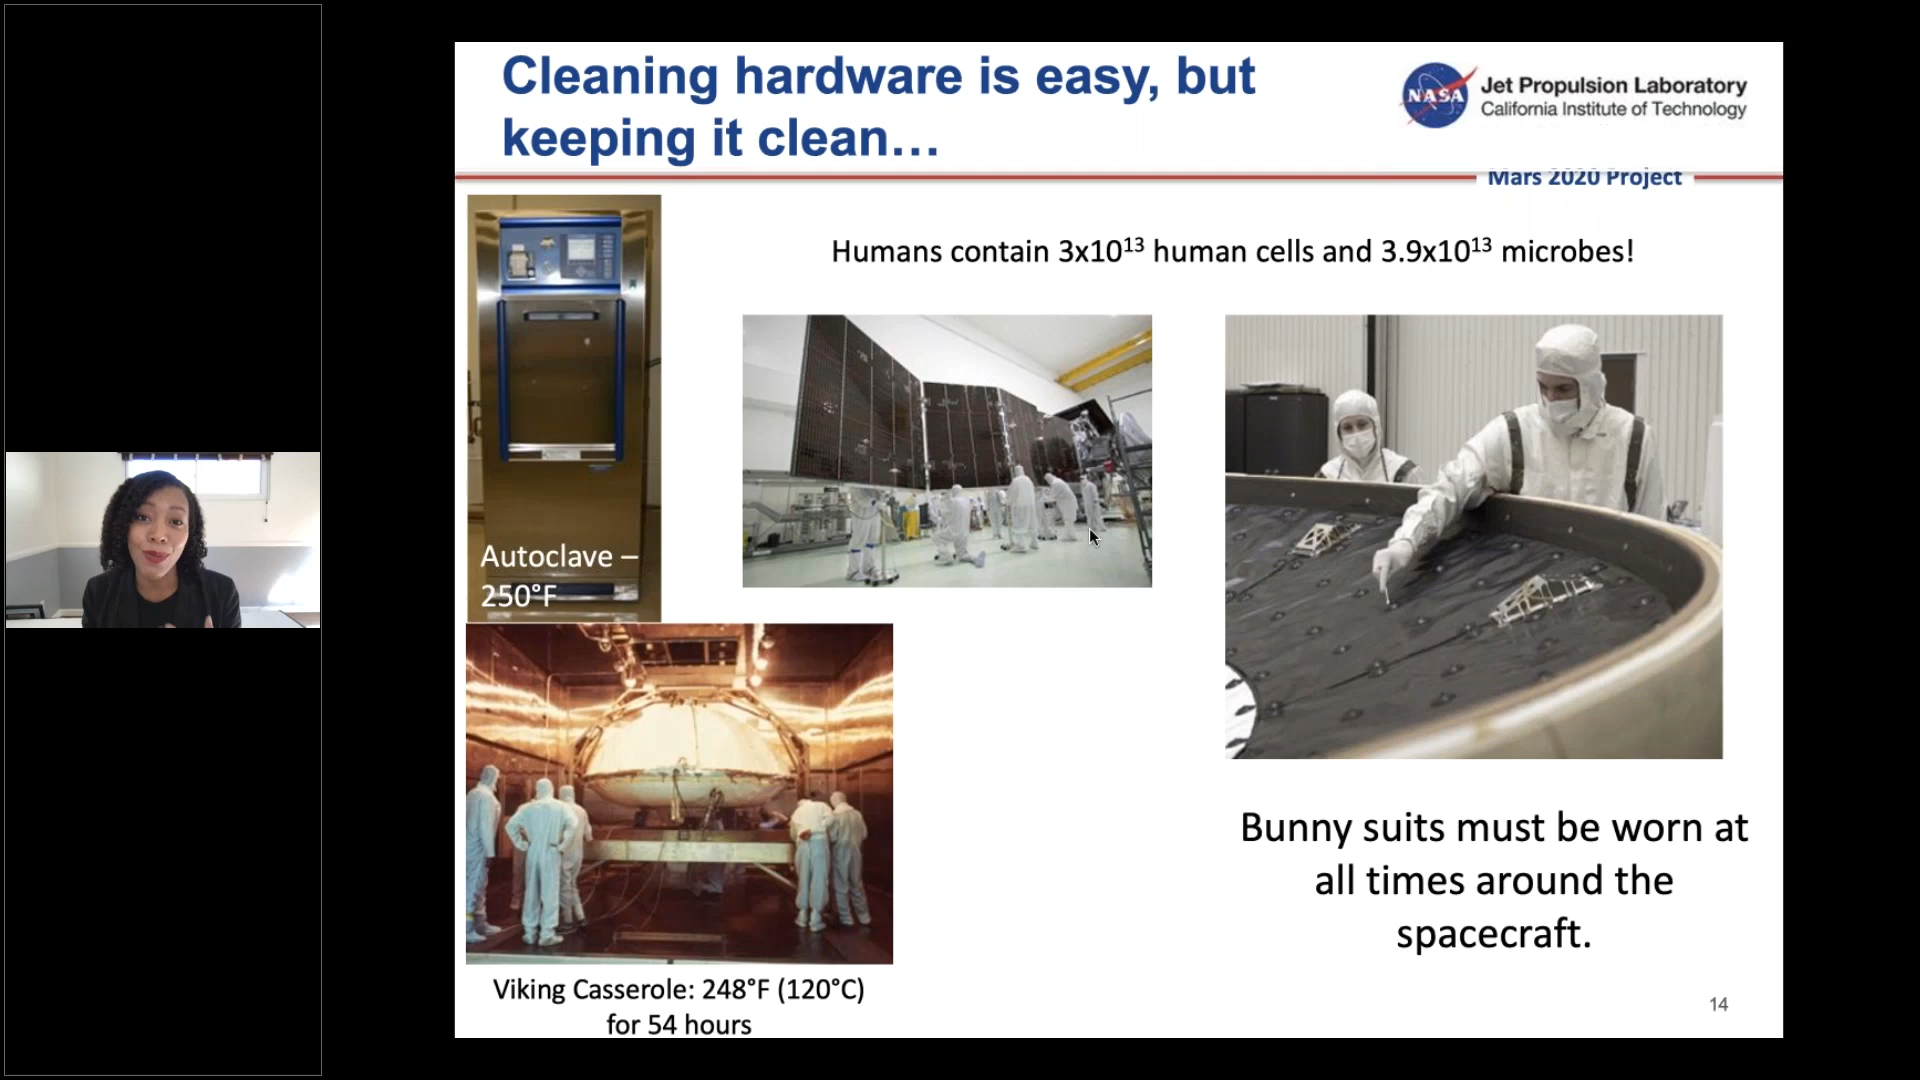 Cleaning hardware is easy, but
keeping it clean...
NASA
Jet Propulsion Laboratory
California Institute of Technology
Mars 2020 Project
Humans contain 3x10¹³ human cells and 3.9x10¹³ microbes!
Autoclave –
250°F
Bunny suits must be worn at
all times around the
spacecraft.
Viking Casserole: 248°F (120°C)
for 54 hours
14